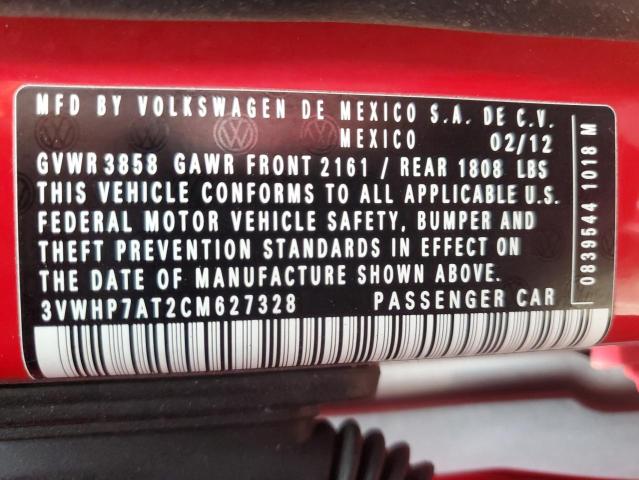 MFD BY VOLKSWAGEN DE MEXICO S.A. DE C.V.
MEXICO 02/12
GVWR 3858 GAWR FRONT 2161 / REAR 1808 LBS
THIS VEHICLE CONFORMS TO ALL APPLICABLE U.S.
FEDERAL MOTOR VEHICLE SAFETY, BUMPER AND
THEFT PREVENTION STANDARDS IN EFFECT ON
THE DATE OF MANUFACTURE SHOWN ABOVE.
3VWHP7AT2CM627328 PASSENGER CAR
0839544 1018 M